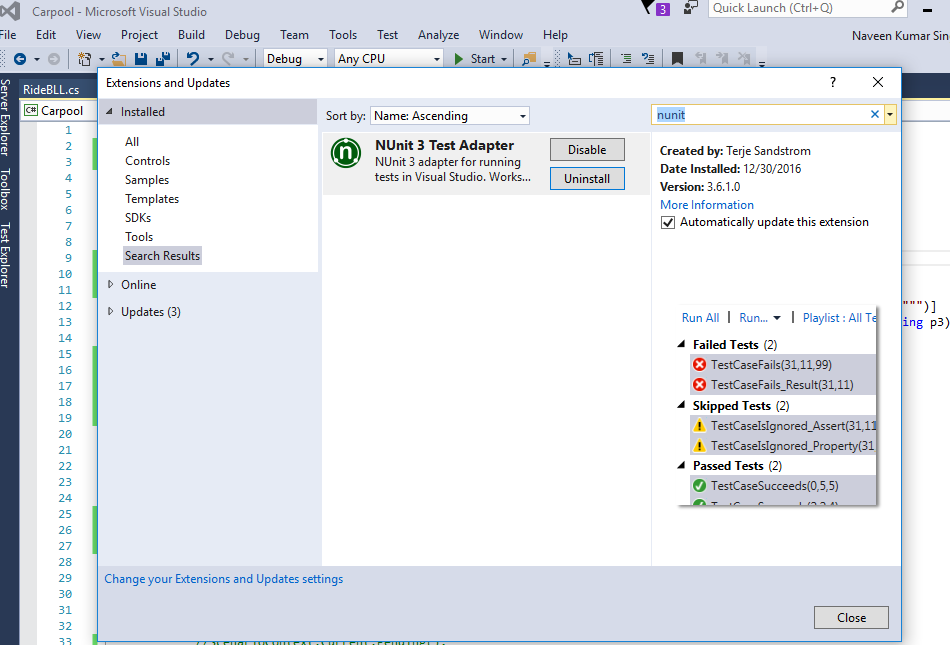 Carpool - Microsoft Visual Studio
3
Quick Launch (Ctrl+Q)
File Edit View Project Build Debug Team Tools Test Analyze Window Help
Naveen Kumar Sin
Debug Any CPU Start
Server Explorer
Toolbox
Test Explorer
RideBLL.cs
C# Carpool
1
2
3
4
5
6
7
8
9
10
11
12
13
14
15
16
17
18
19
20
21
22
23
24
25
26
27
28
29
30
31
32
33
Extensions and Updates
? 
Installed
All
Controls
Samples
Templates
SDKs
Tools
Search Results
Online
Updates (3)
Sort by: Name: Ascending
n
NUnit 3 Test Adapter
NUnit 3 adapter for running
tests in Visual Studio. Works...
Disable
Uninstall
nunit
Created by: Terje Sandstrom
Date Installed: 12/30/2016
Version: 3.6.1.0
More Information
Automatically update this extension
Run All | Run... | Playlist : All Te
Failed Tests (2)
TestCaseFails(31,11,99)
TestCaseFails_Result(31,11)
Skipped Tests (2)
TestCaseIsIgnored_Assert(31,11
TestCaseIsIgnored_Property(31,
Passed Tests (2)
TestCaseSucceeds(0,5,5)
""")]
ing p3)
Change your Extensions and Updates settings
Close